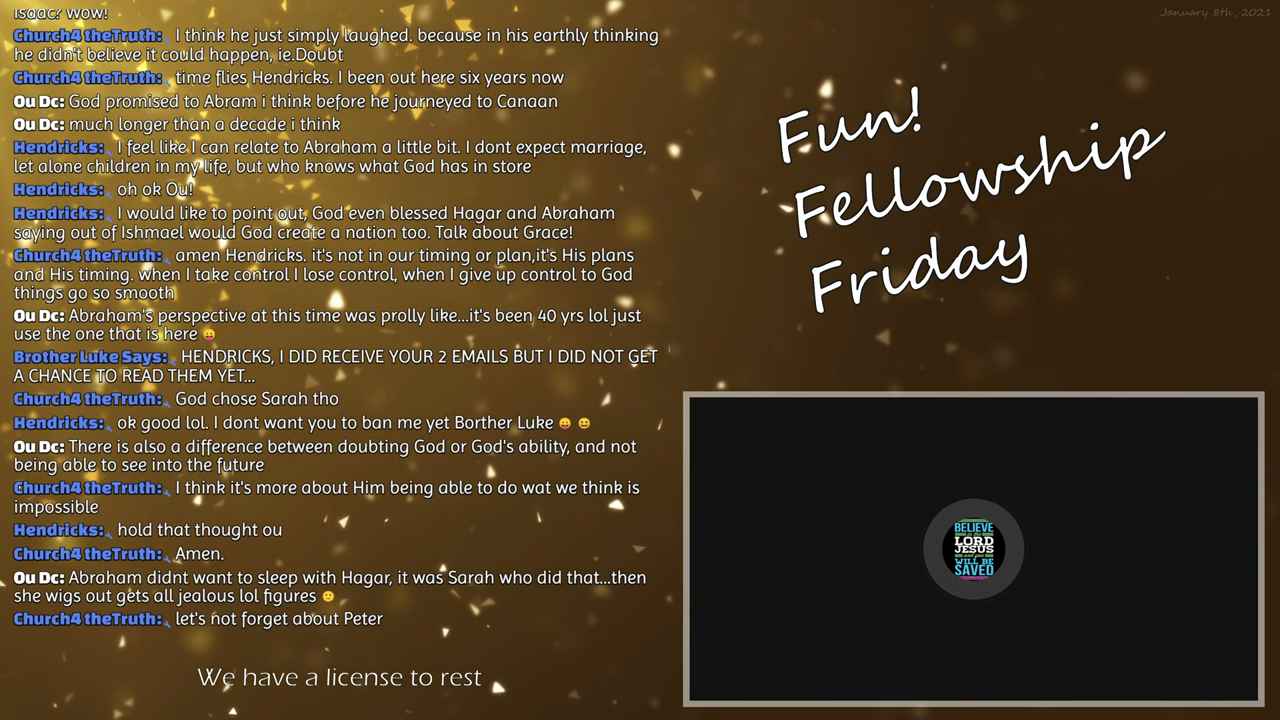 Isaac? wow!
Church4 theTruth: I think he just simply laughed. because in his earthly thinking
he didn't believe it could happen, ie.Doubt
Church4 theTruth: time flies Hendricks. I been out here six years now
Ou Dc: God promised to Abram i think before he journeyed to Canaan
Ou Dc: much longer than a decade i think
Hendricks: I feel like I can relate to Abraham a little bit. I dont expect marriage,
let alone children in my life, but who knows what God has in store
Hendricks: oh ok Ou!
Hendricks: I would like to point out, God even blessed Hagar and Abraham
saying out of Ishmael would God create a nation too. Talk about Grace!
Church4 theTruth: amen Hendricks. it's not in our timing or plan,it's His plans
and His timing. when I take control I lose control, when I give up control to God
things go so smooth
Ou Dc: Abraham's perspective at this time was prolly like...it's been 40 yrs lol just
use the one that is here 😛
Brother Luke Says: HENDRICKS, I DID RECEIVE YOUR 2 EMAILS BUT I DID NOT GET
A CHANCE TO READ THEM YET...
Church4 theTruth: God chose Sarah tho
Hendricks: ok good lol. I dont want you to ban me yet Borther Luke 😛 😆
Ou Dc: There is also a difference between doubting God or God's ability, and not
being able to see into the future
Church4 theTruth: I think it's more about Him being able to do wat we think is
impossible
Hendricks: hold that thought ou
Church4 theTruth: Amen.
Ou Dc: Abraham didnt want to sleep with Hagar, it was Sarah who did that...then
she wigs out gets all jealous lol figures 🙂
Church4 theTruth: let's not forget about Peter
We have a license to rest
January 8th, 2021
Fun!
Fellowship
Friday
BELIEVE
LORD
JESUS
WILL BE
SAVED